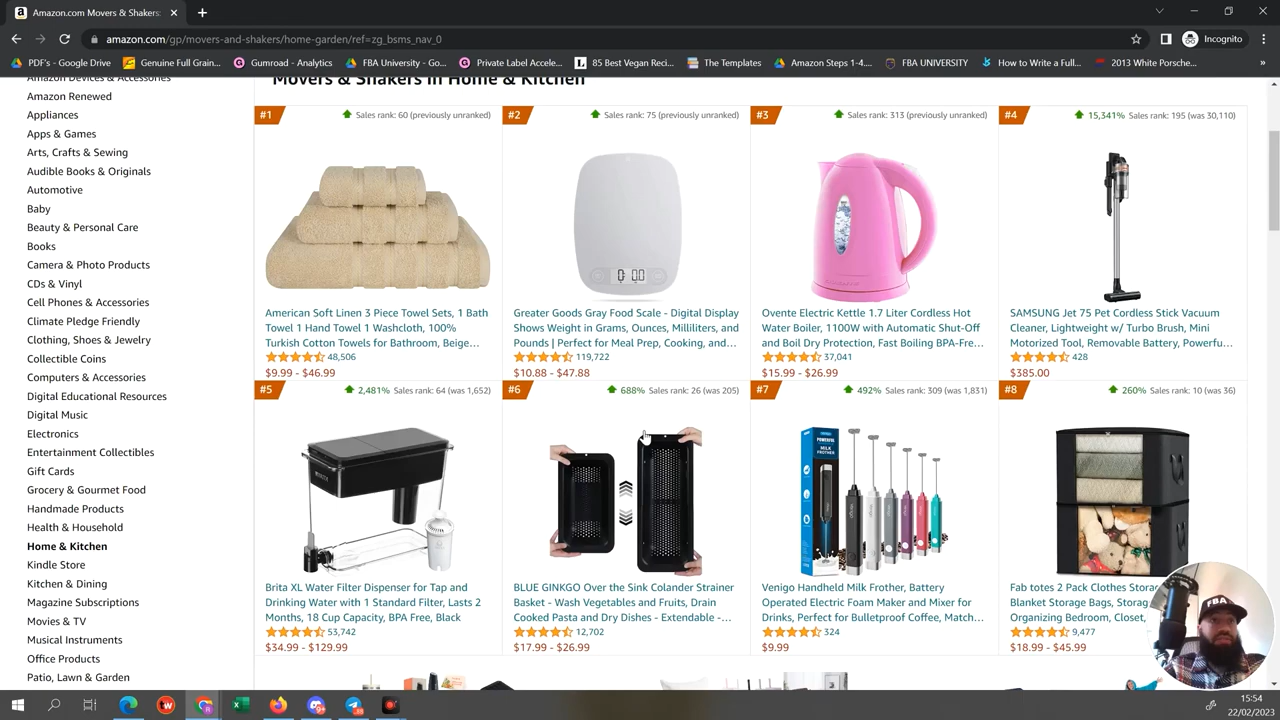 Amazon.com Movers & Shakers:
amazon.com/gp/movers-and-shakers/home-garden/ref=zg_bsms_nav_0
Incognito
PDF's - Google Drive
Genuine Full Grain...
Gumroad - Analytics
FBA University - Go...
Private Label Accele...
85 Best Vegan Reci...
The Templates
Amazon Steps 1-4....
FBA UNIVERSITY
How to Write a Full...
2013 White Porsche...
»
Amazon Devices & Accessories
Amazon Renewed
Appliances
Apps & Games
Arts, Crafts & Sewing
Audible Books & Originals
Automotive
Baby
Beauty & Personal Care
Books
Camera & Photo Products
CDs & Vinyl
Cell Phones & Accessories
Climate Pledge Friendly
Clothing, Shoes & Jewelry
Collectible Coins
Computers & Accessories
Digital Educational Resources
Digital Music
Electronics
Entertainment Collectibles
Gift Cards
Grocery & Gourmet Food
Handmade Products
Health & Household
Home & Kitchen
Kindle Store
Kitchen & Dining
Magazine Subscriptions
Movies & TV
Musical Instruments
Office Products
Patio, Lawn & Garden
Movers & Shakers in Home & Kitchen
#1
Sales rank: 60 (previously unranked)
American Soft Linen 3 Piece Towel Sets, 1 Bath
Towel 1 Hand Towel 1 Washcloth, 100%
Turkish Cotton Towels for Bathroom, Beige...
48,506
$9.99 - $46.99
#2
Sales rank: 75 (previously unranked)
Greater Goods Gray Food Scale - Digital Display
Shows Weight in Grams, Ounces, Milliliters, and
Pounds | Perfect for Meal Prep, Cooking, and...
119,722
$10.88 - $47.88
#3
Sales rank: 313 (previously unranked)
Ovente Electric Kettle 1.7 Liter Cordless Hot
Water Boiler, 1100W with Automatic Shut-Off
and Boil Dry Protection, Fast Boiling BPA-Fre...
37,041
$15.99 - $26.99
#4
15,341% Sales rank: 195 (was 30,110)
SAMSUNG Jet 75 Pet Cordless Stick Vacuum
Cleaner, Lightweight w/ Turbo Brush, Mini
Motorized Tool, Removable Battery, Powerfu...
428
$385.00
#5
2,481% Sales rank: 64 (was 1,652)
Brita XL Water Filter Dispenser for Tap and
Drinking Water with 1 Standard Filter, Lasts 2
Months, 18 Cup Capacity, BPA Free, Black
53,742
$34.99 - $129.99
#6
688% Sales rank: 26 (was 205)
BLUE GINKGO Over the Sink Colander Strainer
Basket - Wash Vegetables and Fruits, Drain
Cooked Pasta and Dry Dishes - Extendable -...
12,702
$17.99 - $26.99
#7
492% Sales rank: 309 (was 1,831)
POWERFUL
MILK
FROTHER
Venigo Handheld Milk Frother, Battery
Operated Electric Foam Maker and Mixer for
Drinks, Perfect for Bulletproof Coffee, Match...
324
$9.99
#8
260% Sales rank: 10 (was 36)
Fab totes 2 Pack Clothes
Blanket Storage Bags,
Organizing Bedroom, Closet,
9,477
$18.99 - $45.99
FBA
15:54
22/02/2023